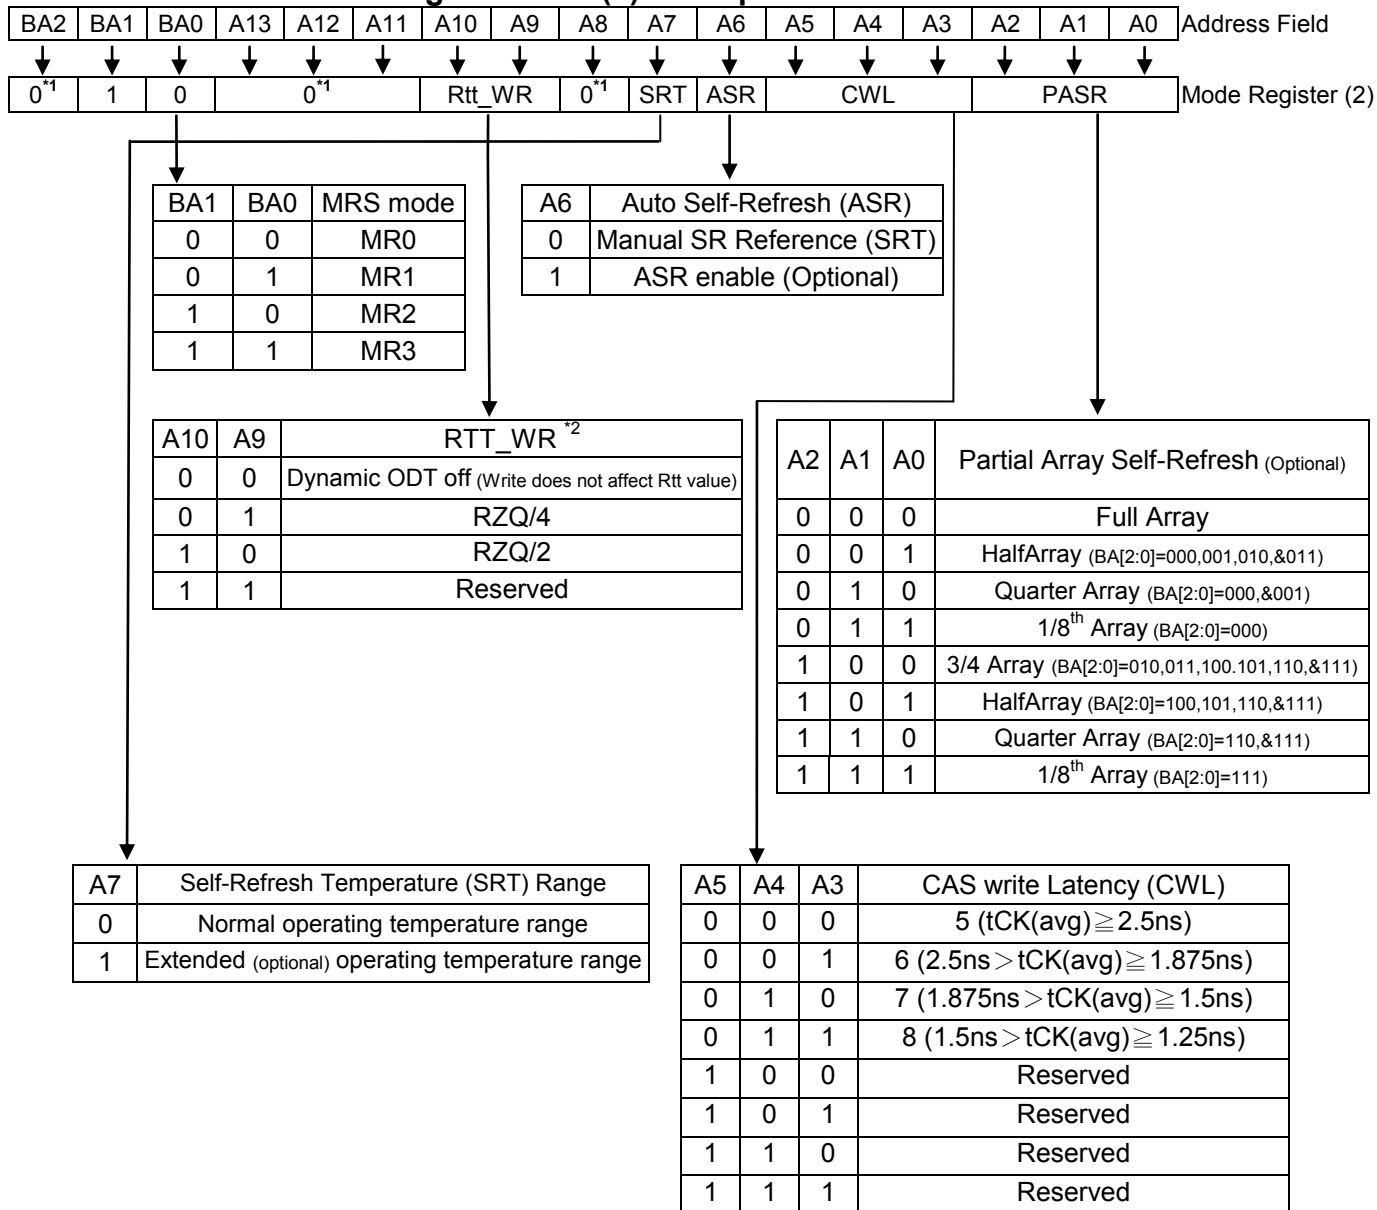 BA2 BA1 BA0 A13 A12 A11 A10 A9 A8 A7 A6 A5 A4 A3 A2 A1 A0 Address Field
0*1 1 0 0*1 Rtt_WR 0*1 SRT ASR CWL PASR Mode Register (2)
BA1 BA0 MRS mode
0 0 MR0
0 1 MR1
1 0 MR2
1 1 MR3
A6 Auto Self-Refresh (ASR)
0 Manual SR Reference (SRT)
1 ASR enable (Optional)
A10 A9 RTT_WR *2
0 0 Dynamic ODT off (Write does not affect Rtt value)
0 1 RZQ/4
1 0 RZQ/2
1 1 Reserved
A2 A1 A0 Partial Array Self-Refresh (Optional)
0 0 0 Full Array
0 0 1 HalfArray (BA[2:0]=000,001,010,&011)
0 1 0 Quarter Array (BA[2:0]=000,&001)
0 1 1 1/8th Array (BA[2:0]=000)
1 0 0 3/4 Array (BA[2:0]=010,011,100.101,110,&111)
1 0 1 HalfArray (BA[2:0]=100,101,110,&111)
1 1 0 Quarter Array (BA[2:0]=110,&111)
1 1 1 1/8th Array (BA[2:0]=111)
A7 Self-Refresh Temperature (SRT) Range
0 Normal operating temperature range
1 Extended (optional) operating temperature range
A5 A4 A3 CAS write Latency (CWL)
0 0 0 5 (tCK(avg)≧2.5ns)
0 0 1 6 (2.5ns>tCK(avg)≧1.875ns)
0 1 0 7 (1.875ns>tCK(avg)≧1.5ns)
0 1 1 8 (1.5ns>tCK(avg)≧1.25ns)
1 0 0 Reserved
1 0 1 Reserved
1 1 0 Reserved
1 1 1 Reserved